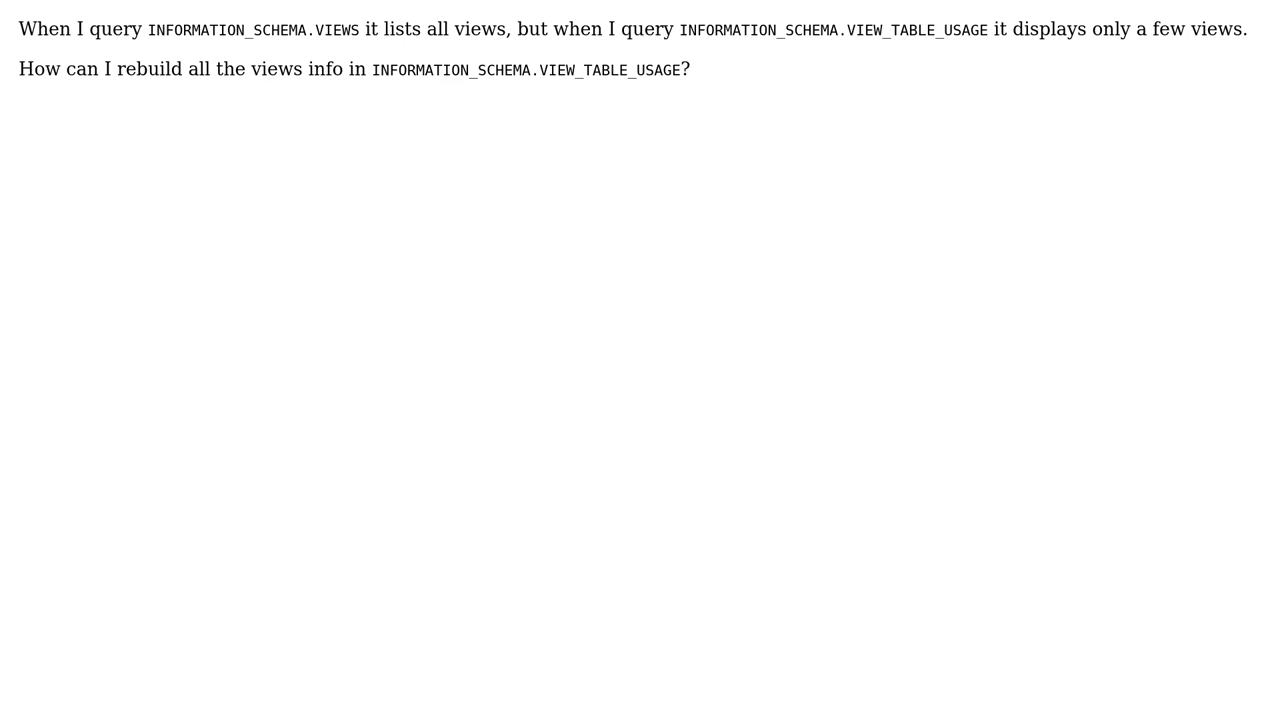 When I query INFORMATION_SCHEMA.VIEWS it lists all views, but when I query INFORMATION_SCHEMA.VIEW_TABLE_USAGE it displays only a few views.
How can I rebuild all the views info in INFORMATION_SCHEMA.VIEW_TABLE_USAGE?